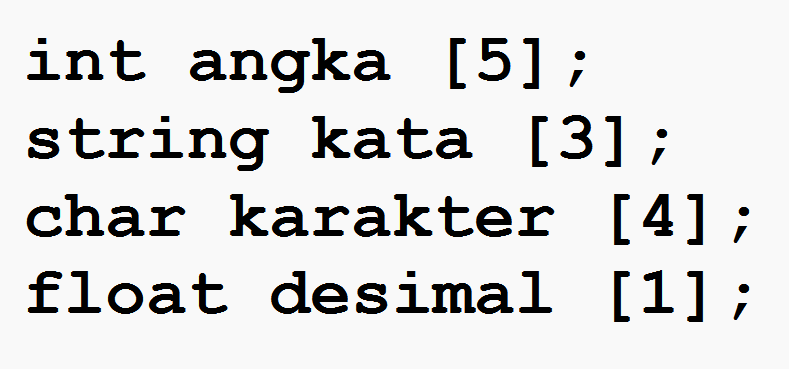 int angka [5];
string kata [3];
char karakter [4];
float desimal [1];